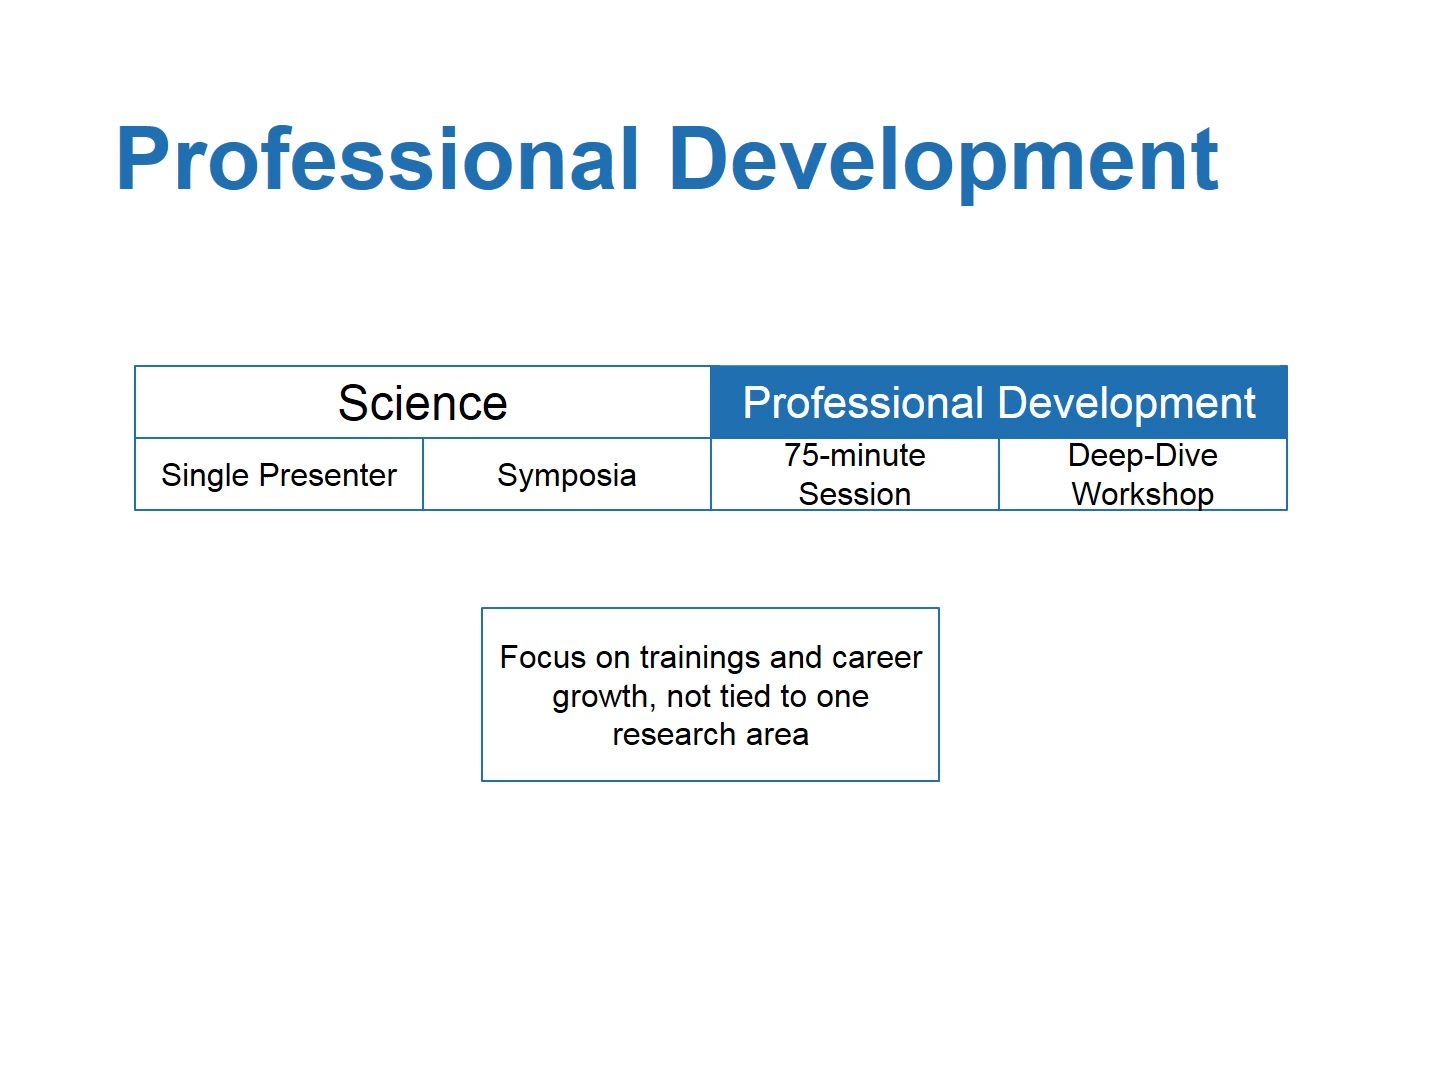 Professional Development
Science
Professional Development
Single Presenter
Symposia
75-minute
Session
Deep-Dive
Workshop
Focus on trainings and career
growth, not tied to one
research area